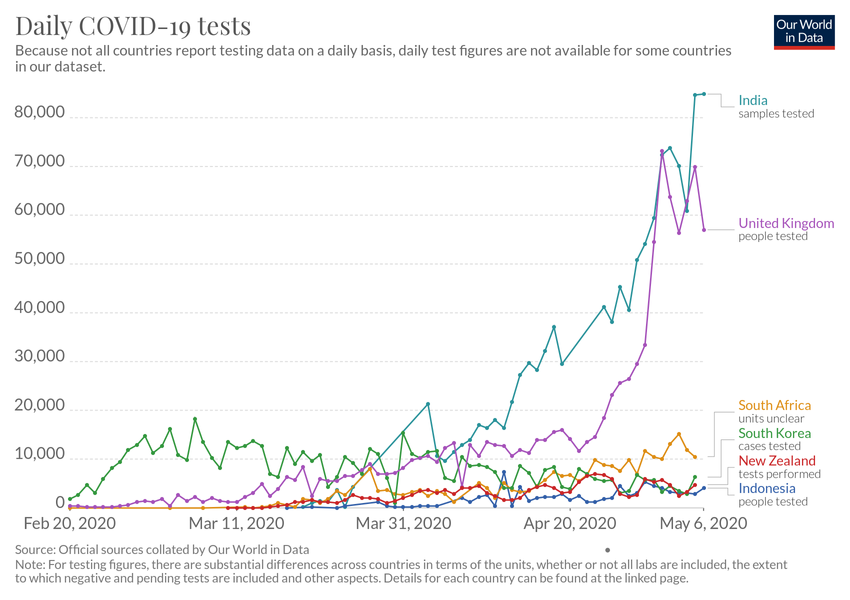 Daily COVID-19 tests
Our World
in Data
Because not all countries report testing data on a daily basis, daily test figures are not available for some countries
in our dataset.
80,000
70,000
60,000
50,000
40,000
30,000
20,000
10,000
0
India
samples tested
United Kingdom
people tested
South Africa
units unclear
South Korea
cases tested
New Zealand
tests performed
Indonesia
people tested
Feb 20, 2020
Mar 11, 2020
Mar 31, 2020
Apr 20, 2020
May 6, 2020
Source: Official sources collated by Our World in Data
Note: For testing figures, there are substantial differences across countries in terms of the units, whether or not all labs are included, the extent
to which negative and pending tests are included and other aspects. Details for each country can be found at the linked page.